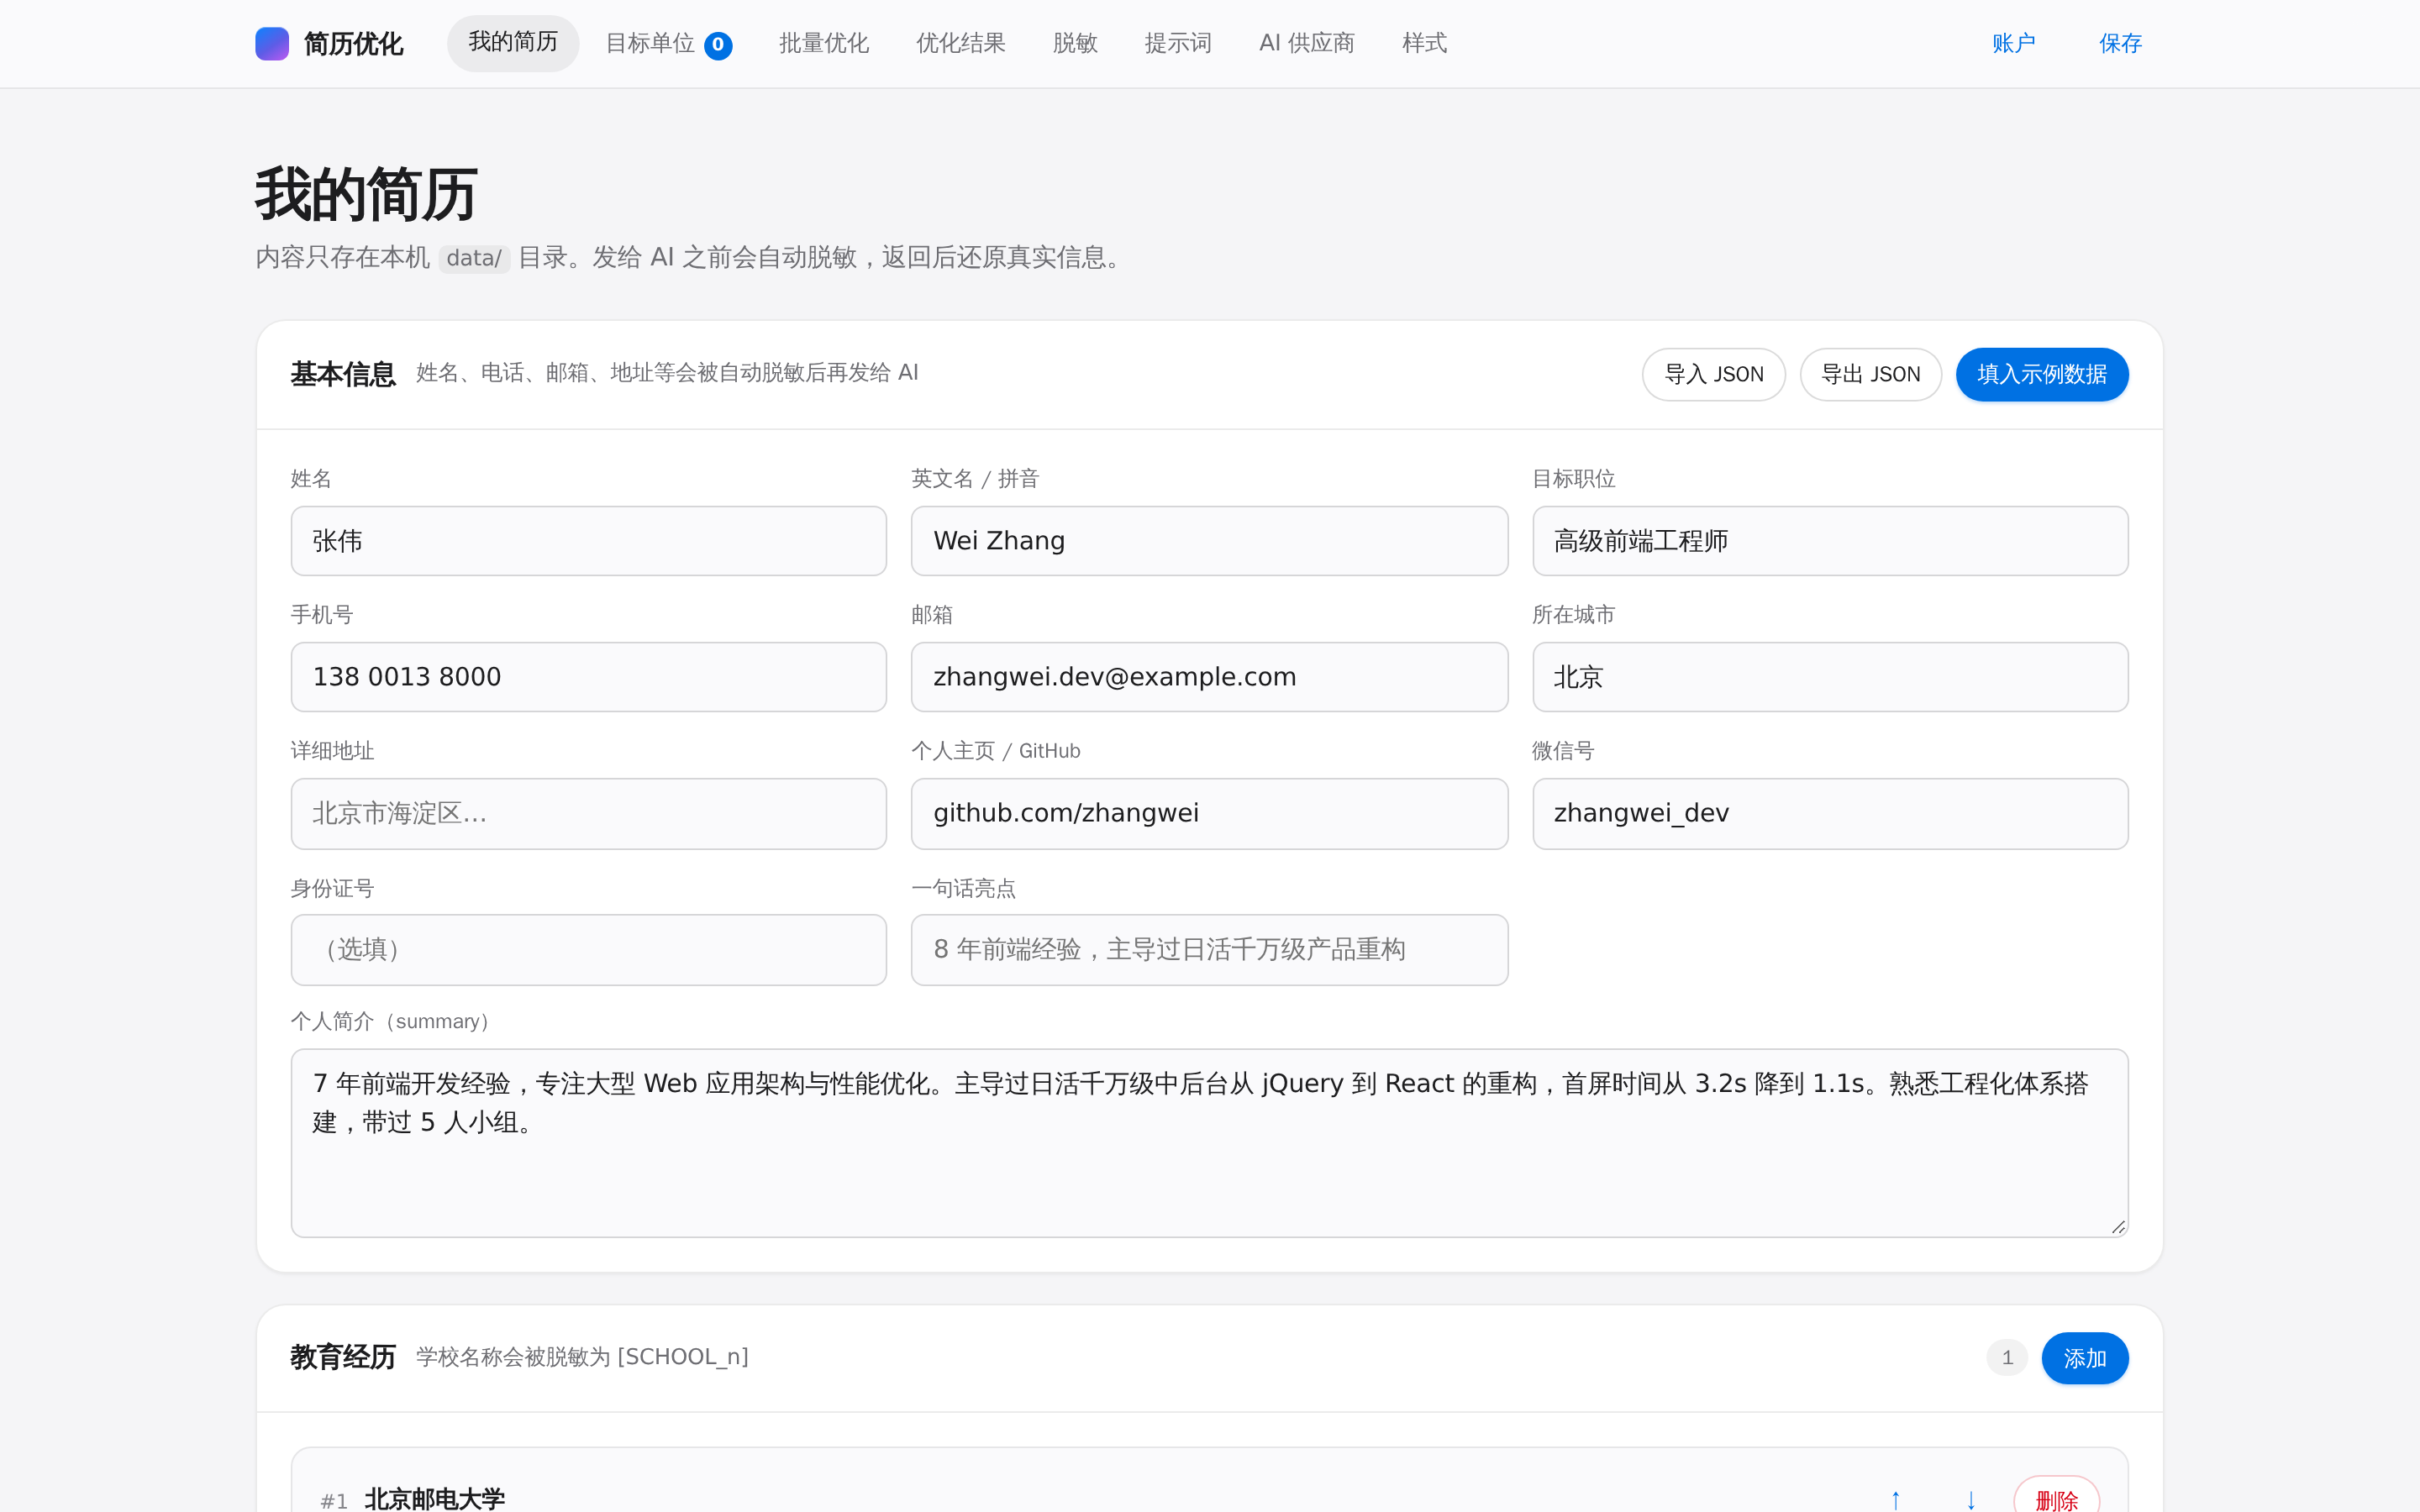 简历优化 我的简历 目标单位 0 批量优化 优化结果 脱敏 提示词 AI 供应商 样式 账户 保存
我的简历
内容只存在本机 data/ 目录。发给 AI 之前会自动脱敏，返回后还原真实信息。
基本信息 姓名、电话、邮箱、地址等会被自动脱敏后再发给 AI 导入 JSON 导出 JSON 填入示例数据
姓名 英文名 / 拼音 目标职位
张伟 Wei Zhang 高级前端工程师
手机号 邮箱 所在城市
138 0013 8000 zhangwei.dev@example.com 北京
详细地址 个人主页 / GitHub 微信号
北京市海淀区… github.com/zhangwei zhangwei_dev
身份证号 一句话亮点
（选填） 8 年前端经验，主导过日活千万级产品重构
个人简介（summary）
7 年前端开发经验，专注大型 Web 应用架构与性能优化。主导过日活千万级中后台从 jQuery 到 React 的重构，首屏时间从 3.2s 降到 1.1s。熟悉工程化体系搭
建，带过 5 人小组。
教育经历 学校名称会被脱敏为 [SCHOOL_n] 1 添加
#1 北京邮电大学 ↑ ↓ 删除